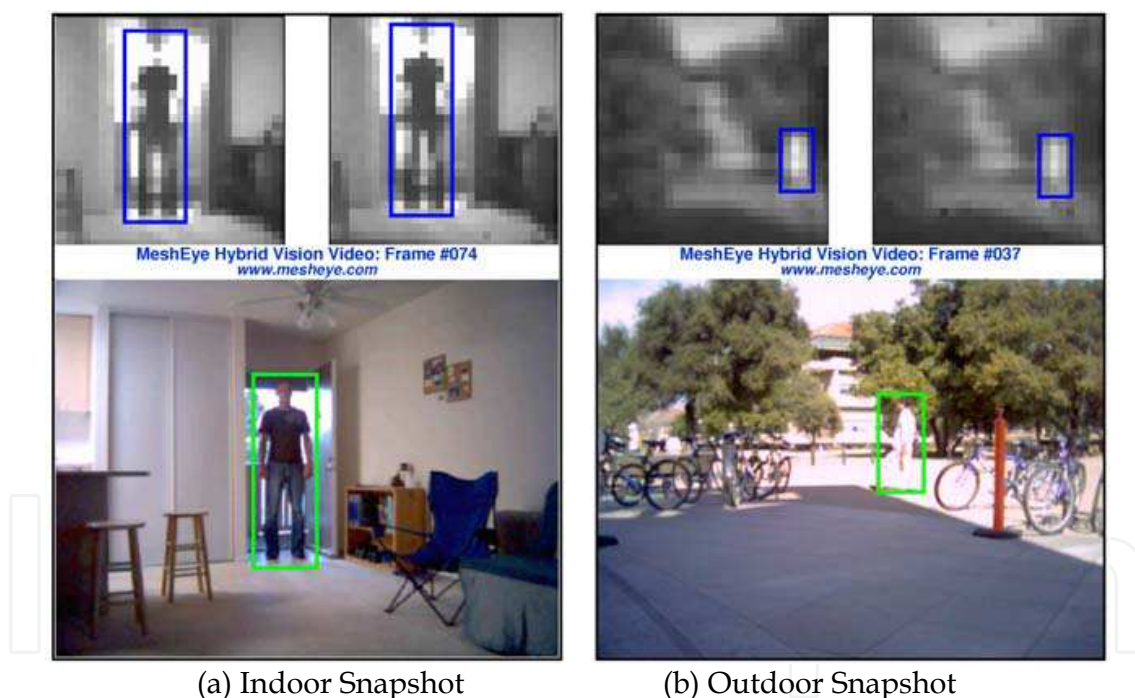 MeshEye Hybrid Vision Video: Frame #074
www.mesheye.com
MeshEye Hybrid Vision Video: Frame #037
www.mesheye.com
(a) Indoor Snapshot
(b) Outdoor Snapshot